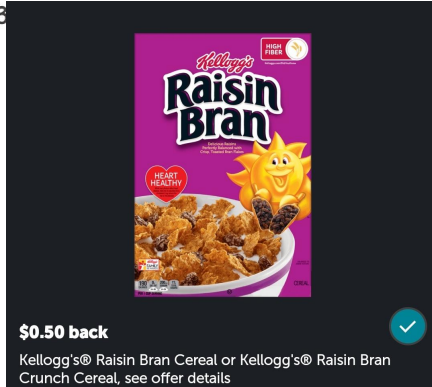 HIGH
FIBER
Kellogg's
Raisin
Bran
HEART
HEALTHY
CEREAL
$0.50 back
Kellogg's® Raisin Bran Cereal or Kellogg's® Raisin Bran
Crunch Cereal, see offer details